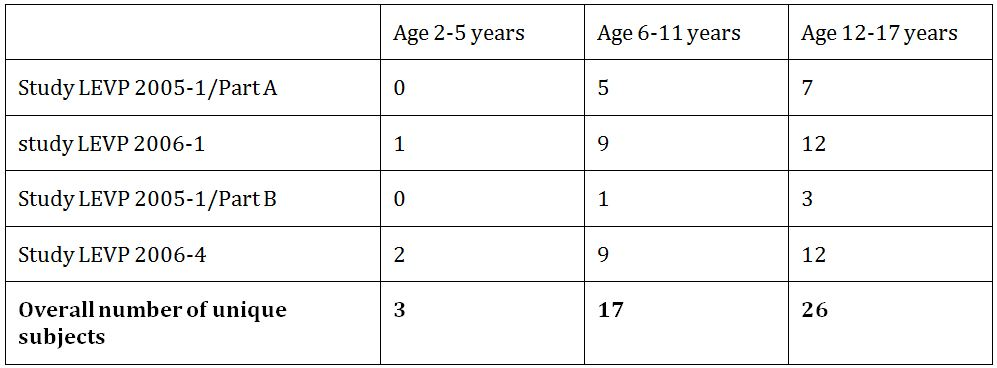 Age 2-5 years Age 6-11 years Age 12-17 years
Study LEVP 2005-1/Part A 0 5 7
study LEVP 2006-1 1 9 12
Study LEVP 2005-1/Part B 0 1 3
Study LEVP 2006-4 2 9 12
Overall number of unique 3 17 26
subjects